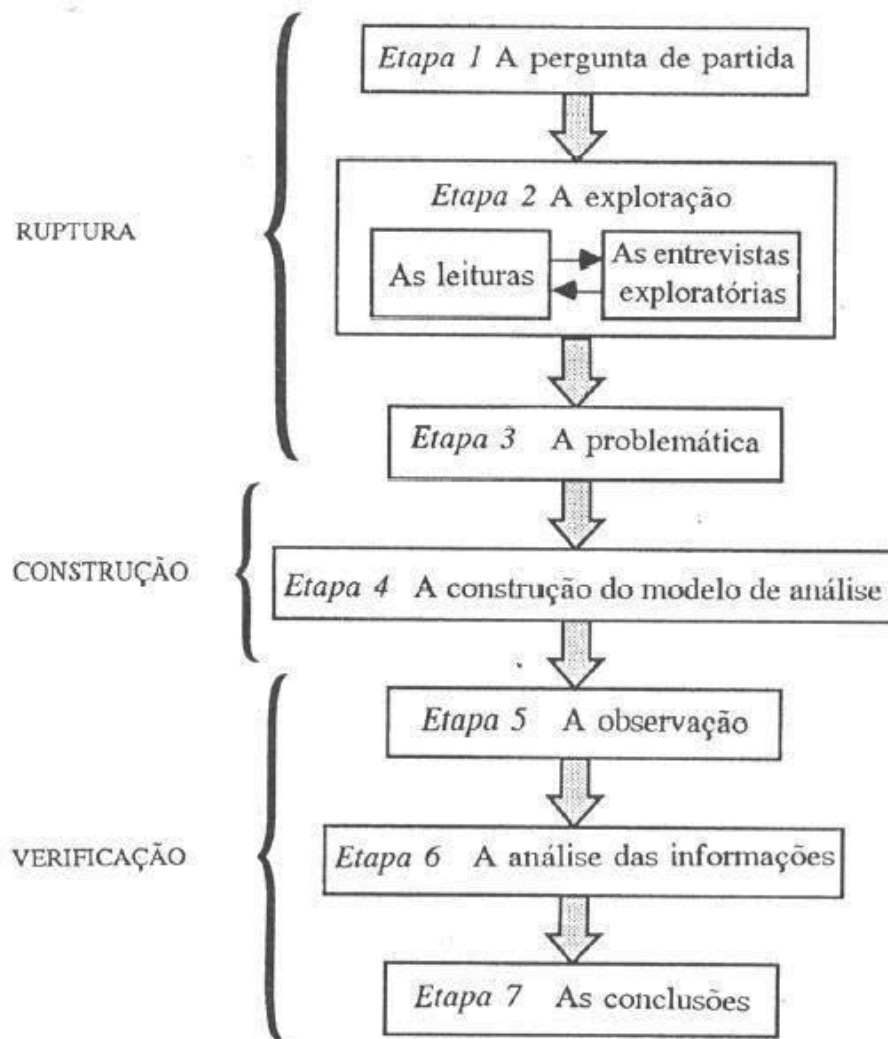 Etapa 1 A pergunta de partida
RUPTURA
Etapa 2 A exploração
As leituras
As entrevistas
exploratórias
Etapa 3 A problemática
CONSTRUÇÃO
Etapa 4 A construção do modelo de análise
Etapa 5 A observação
VERIFICAÇÃO
Etapa 6 A análise das informações
Etapa 7 As conclusões